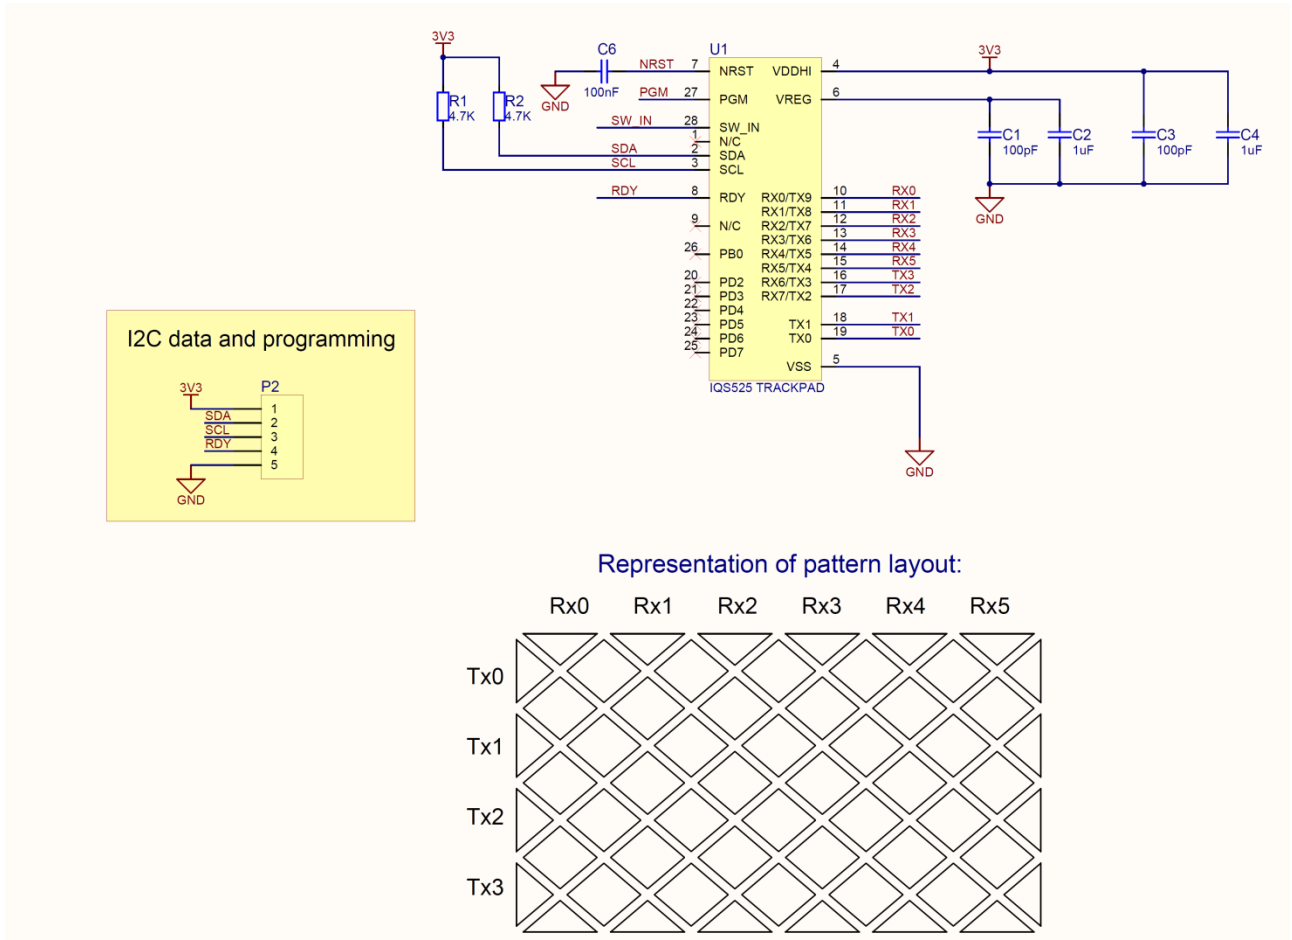 3V3
R1
4.7K
R2
4.7K
C6
100nF
GND
NRST
PGM
SW_IN
SDA
SCL
RDY
U1
7 NRST VDDHI 4
27 PGM VREG 6
28 SW_IN
1 N/C
2 SDA
3 SCL
8 RDY RX0/TX9 10 RX0
RX1/TX8 11 RX1
9 N/C RX2/TX7 12 RX2
RX3/TX6 13 RX3
26 PB0 RX4/TX5 14 RX4
RX5/TX4 15 RX5
20 PD2 RX6/TX3 16 TX3
21 PD3 RX7/TX2 17 TX2
22 PD4
23 PD5 TX1 18 TX1
24 PD6 TX0 19 TX0
25 PD7
VSS 5
IQS525 TRACKPAD
GND
3V3
C1
100pF
C2
1uF
C3
100pF
C4
1uF
GND
I2C data and programming
3V3
P2
1
SDA 2
SCL 3
RDY 4
5
GND
Representation of pattern layout:
Rx0 Rx1 Rx2 Rx3 Rx4 Rx5
Tx0
Tx1
Tx2
Tx3